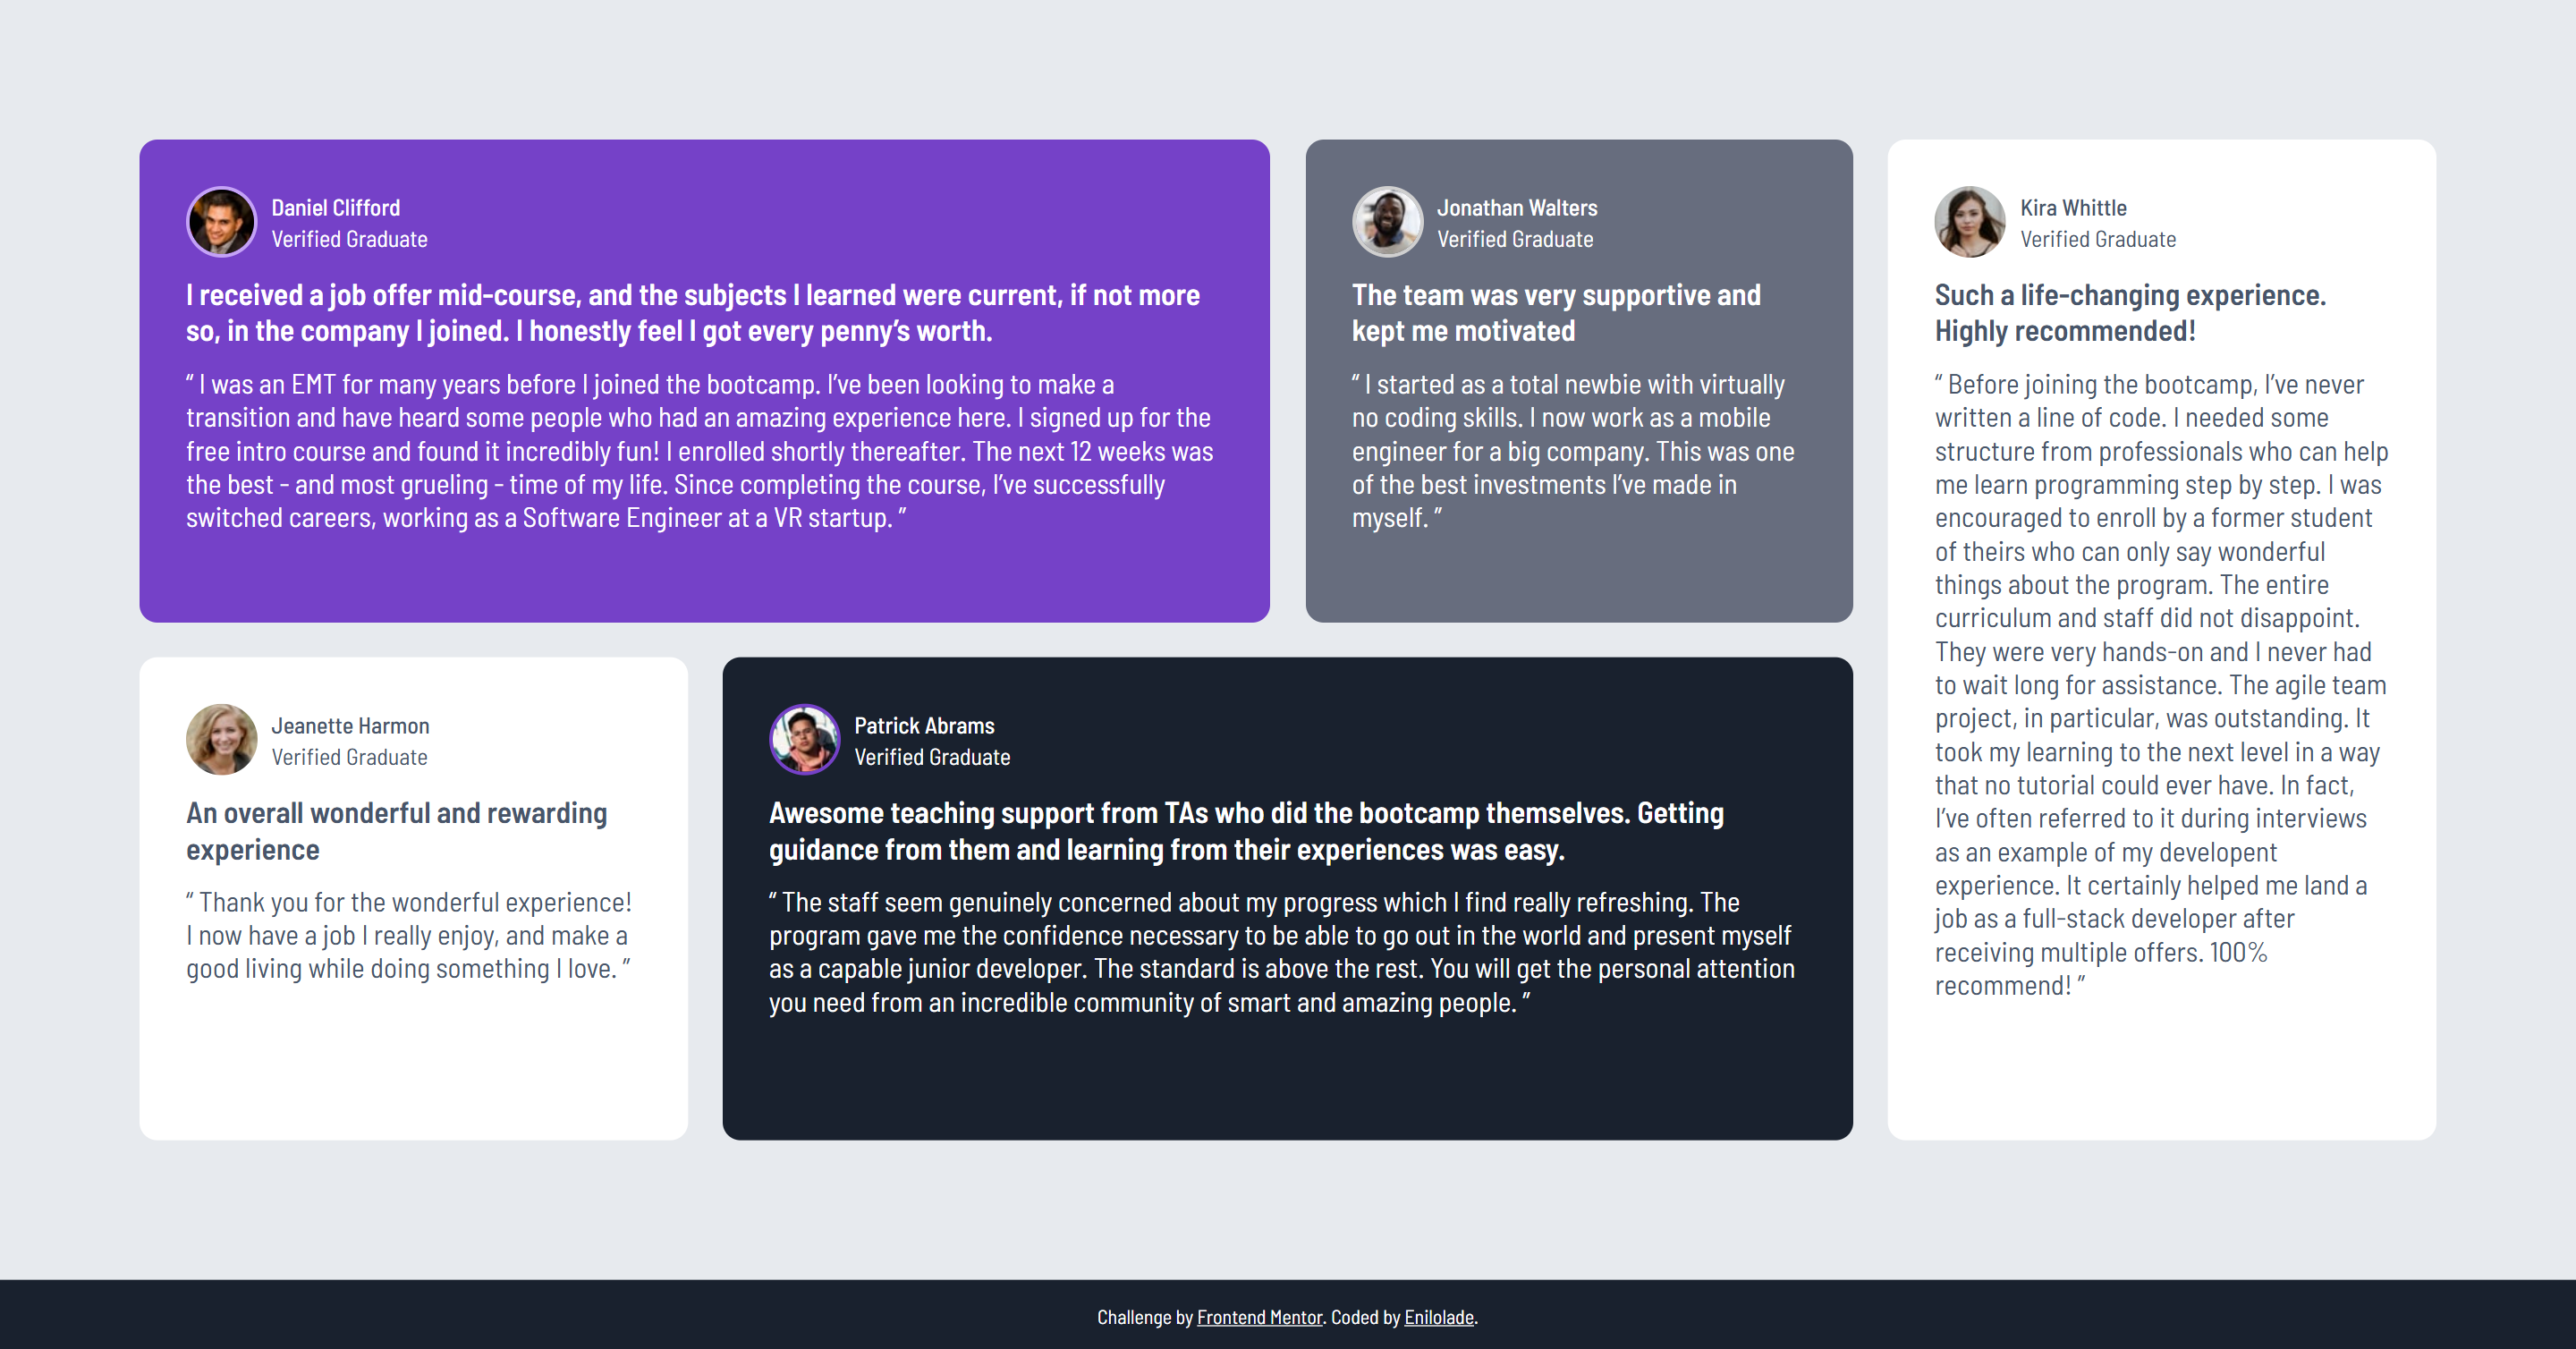 Daniel Clifford
Verified Graduate
I received a job offer mid-course, and the subjects I learned were current, if not more
so, in the company I joined. I honestly feel I got every penny’s worth.
“ I was an EMT for many years before I joined the bootcamp. I’ve been looking to make a
transition and have heard some people who had an amazing experience here. I signed up for the
free intro course and found it incredibly fun! I enrolled shortly thereafter. The next 12 weeks was
the best - and most grueling - time of my life. Since completing the course, I’ve successfully
switched careers, working as a Software Engineer at a VR startup. ”
Jonathan Walters
Verified Graduate
The team was very supportive and
kept me motivated
“ I started as a total newbie with virtually
no coding skills. I now work as a mobile
engineer for a big company. This was one
of the best investments I’ve made in
myself. ”
Kira Whittle
Verified Graduate
Such a life-changing experience.
Highly recommended!
“ Before joining the bootcamp, I’ve never
written a line of code. I needed some
structure from professionals who can help
me learn programming step by step. I was
encouraged to enroll by a former student
of theirs who can only say wonderful
things about the program. The entire
curriculum and staff did not disappoint.
They were very hands-on and I never had
to wait long for assistance. The agile team
project, in particular, was outstanding. It
took my learning to the next level in a way
that no tutorial could ever have. In fact,
I’ve often referred to it during interviews
as an example of my developent
experience. It certainly helped me land a
job as a full-stack developer after
receiving multiple offers. 100%
recommend! ”
Jeanette Harmon
Verified Graduate
An overall wonderful and rewarding
experience
“ Thank you for the wonderful experience!
I now have a job I really enjoy, and make a
good living while doing something I love. ”
Patrick Abrams
Verified Graduate
Awesome teaching support from TAs who did the bootcamp themselves. Getting
guidance from them and learning from their experiences was easy.
“ The staff seem genuinely concerned about my progress which I find really refreshing. The
program gave me the confidence necessary to be able to go out in the world and present myself
as a capable junior developer. The standard is above the rest. You will get the personal attention
you need from an incredible community of smart and amazing people. ”
Challenge by Frontend Mentor. Coded by Enilolade.